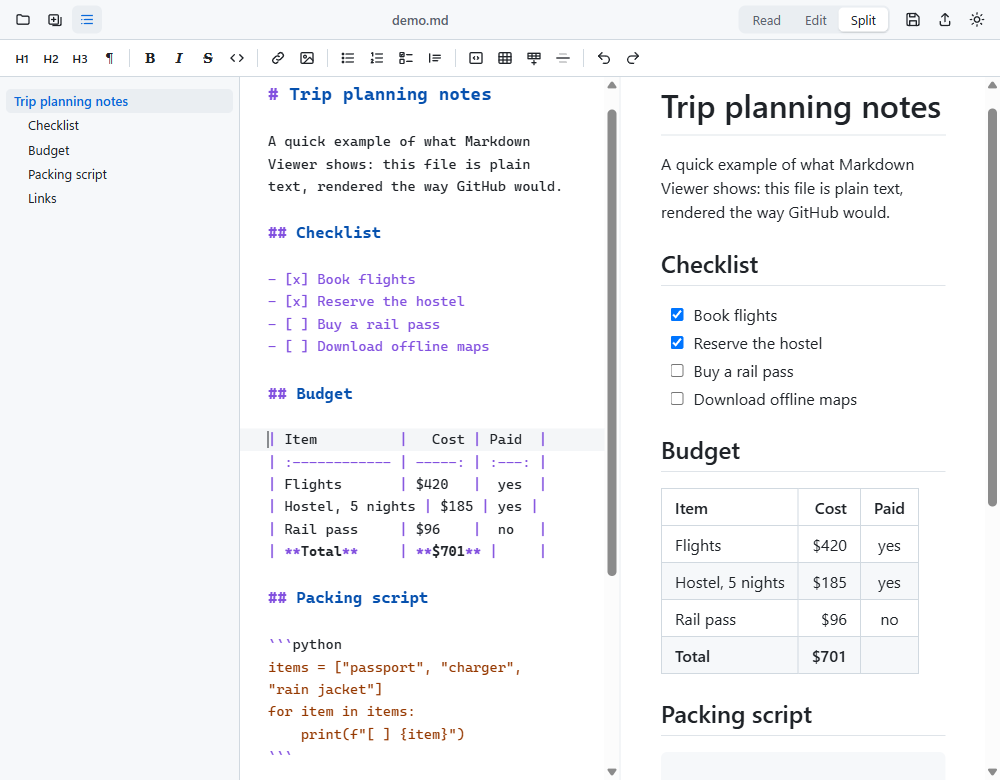 demo.md
Read Edit Split
H1 H2 H3 ¶ B I S <>
Trip planning notes
Checklist
Budget
Packing script
Links
# Trip planning notes
A quick example of what Markdown
Viewer shows: this file is plain
text, rendered the way GitHub would.
## Checklist
- [x] Book flights
- [x] Reserve the hostel
- [ ] Buy a rail pass
- [ ] Download offline maps
## Budget
| Item          |   Cost | Paid  |
| :------------ | -----: | :---: |
| Flights       | $420   |  yes  |
| Hostel, 5 nights | $185 | yes |
| Rail pass     | $96    |  no   |
| **Total**     | **$701** |     |
## Packing script
```python
items = ["passport", "charger",
"rain jacket"]
for item in items:
    print(f"[ ] {item}")
```
Trip planning notes
A quick example of what Markdown
Viewer shows: this file is plain text,
rendered the way GitHub would.
Checklist
Book flights
Reserve the hostel
Buy a rail pass
Download offline maps
Budget
Item Cost Paid
Flights $420 yes
Hostel, 5 nights $185 yes
Rail pass $96 no
Total $701
Packing script